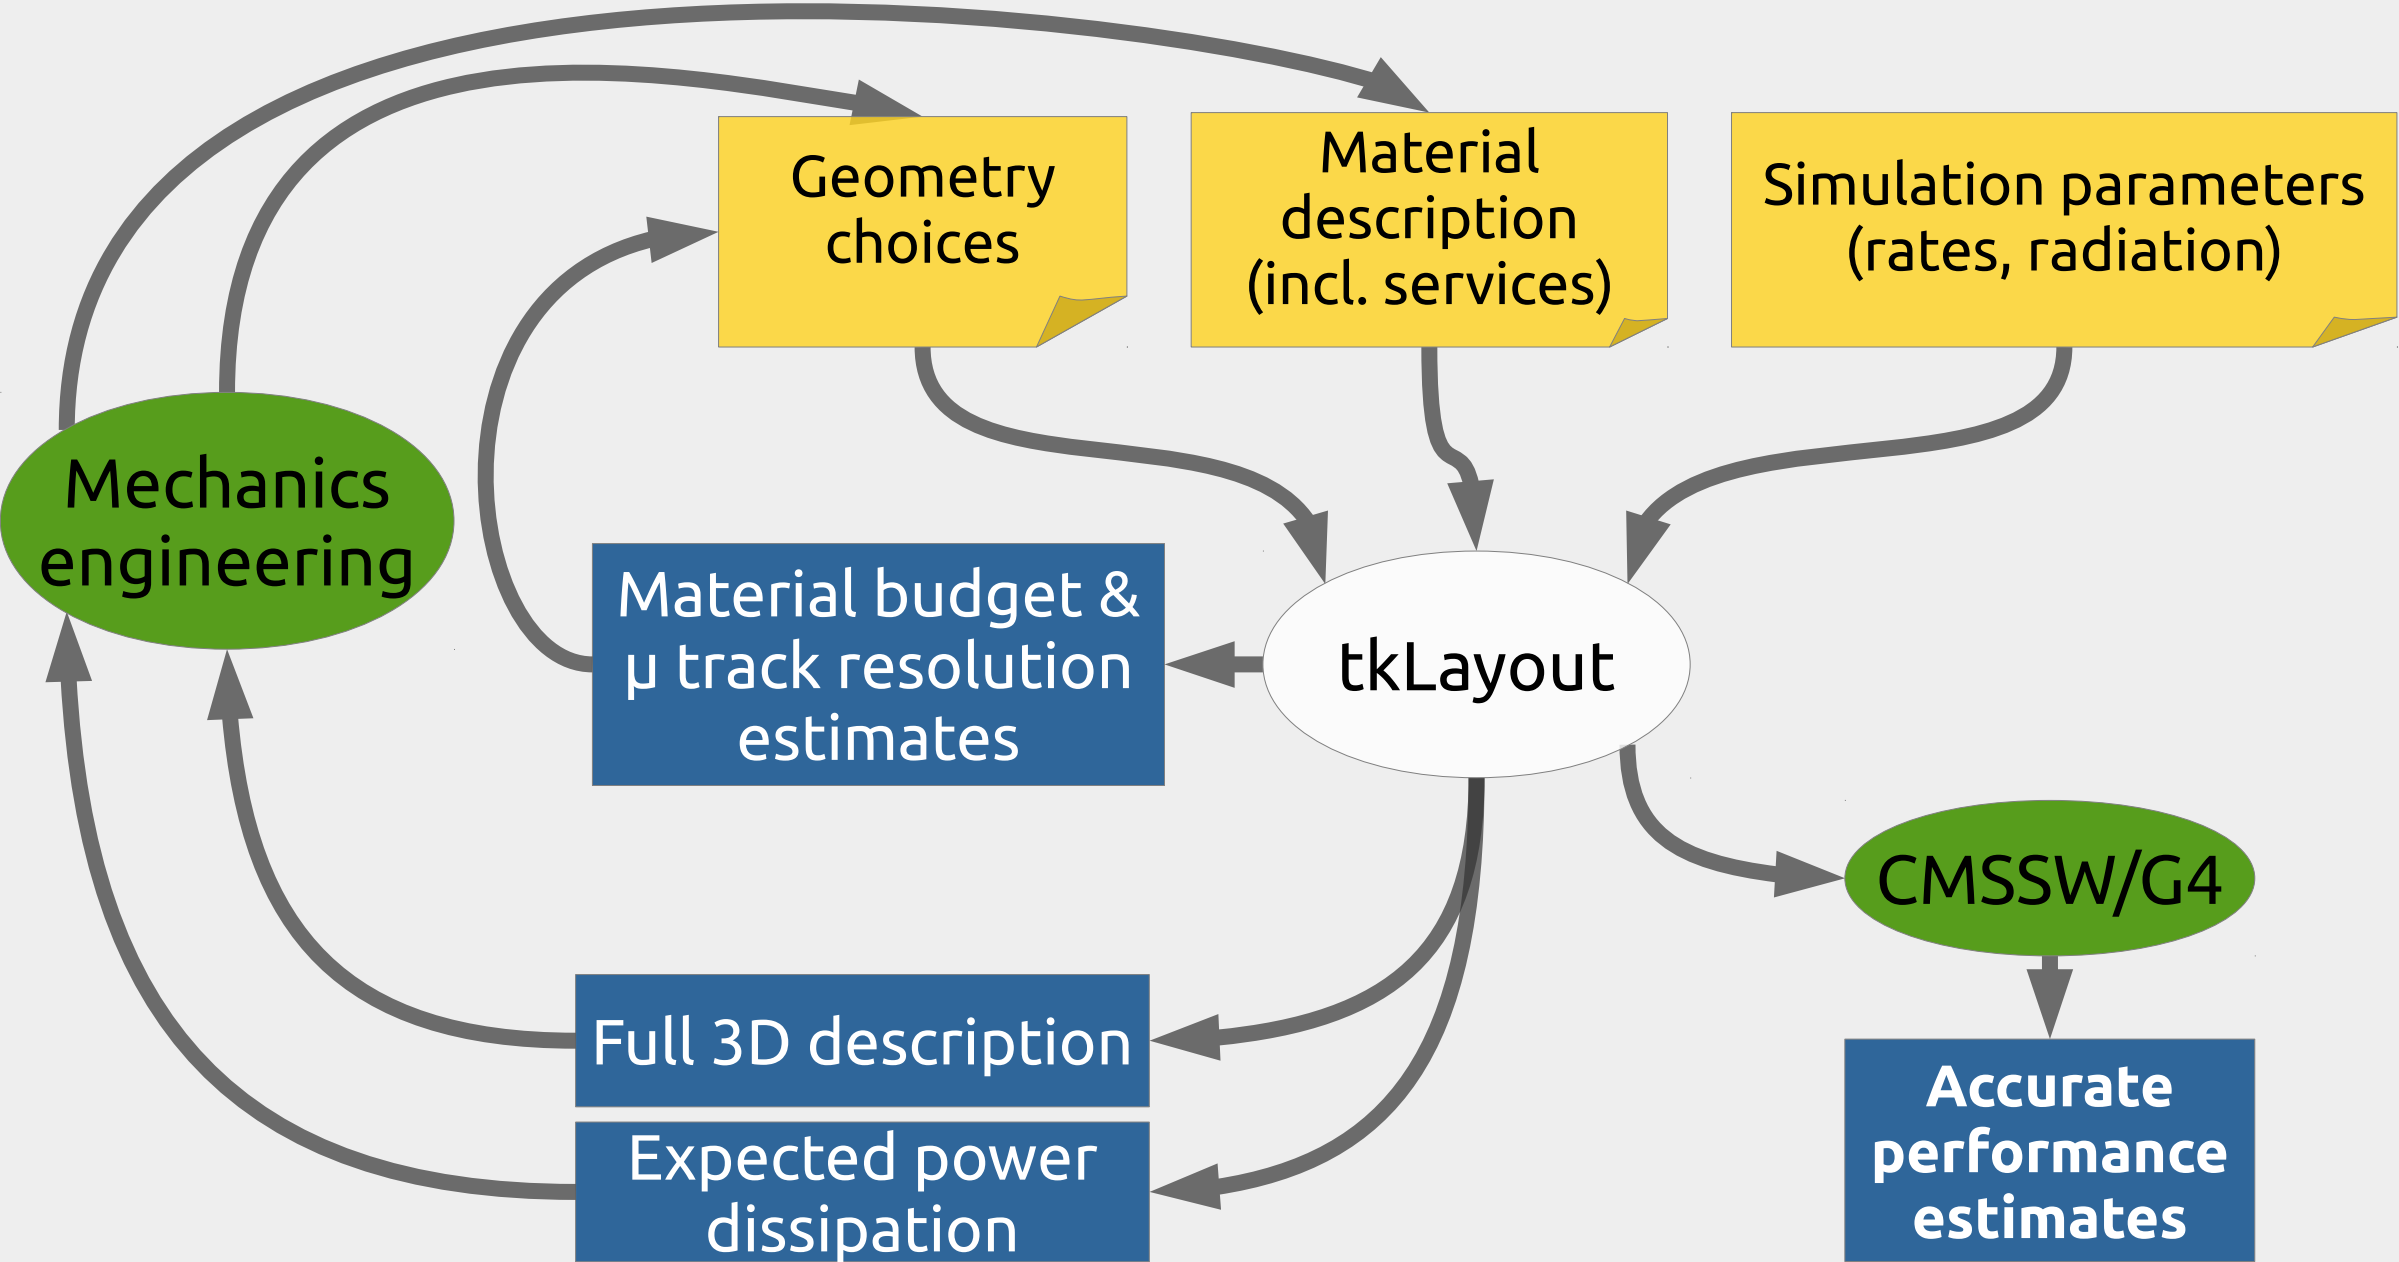 Geometry
choices
Material
description
(incl. services)
Simulation parameters
(rates, radiation)
Mechanics
engineering
Material budget &
μ track resolution
estimates
tkLayout
CMSSW/G4
Full 3D description
Expected power
dissipation
Accurate
performance
estimates